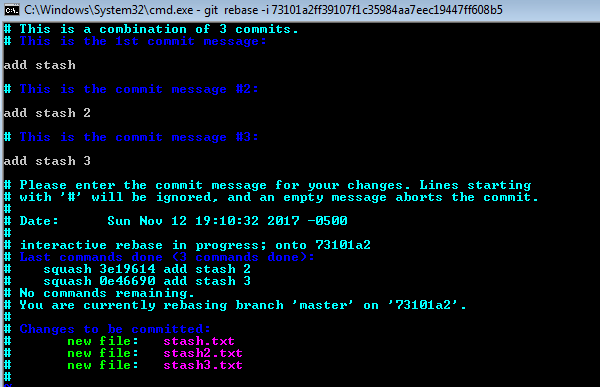 C:\Windows\System32\cmd.exe - git rebase -i 73101a2ff39107f1c35984aa7eec19447ff608b5
# This is a combination of 3 commits.
# This is the 1st commit message:
add stash
# This is the commit message #2:
add stash 2
# This is the commit message #3:
add stash 3
# Please enter the commit message for your changes. Lines starting
# with '#' will be ignored, and an empty message aborts the commit.
#
# Date:      Sun Nov 12 19:10:32 2017 -0500
#
# interactive rebase in progress; onto 73101a2
# Last commands done (3 commands done):
#    squash 3e19614 add stash 2
#    squash 0e46690 add stash 3
# No commands remaining.
# You are currently rebasing branch 'master' on '73101a2'.
#
# Changes to be committed:
#       new file:   stash.txt
#       new file:   stash2.txt
#       new file:   stash3.txt
#